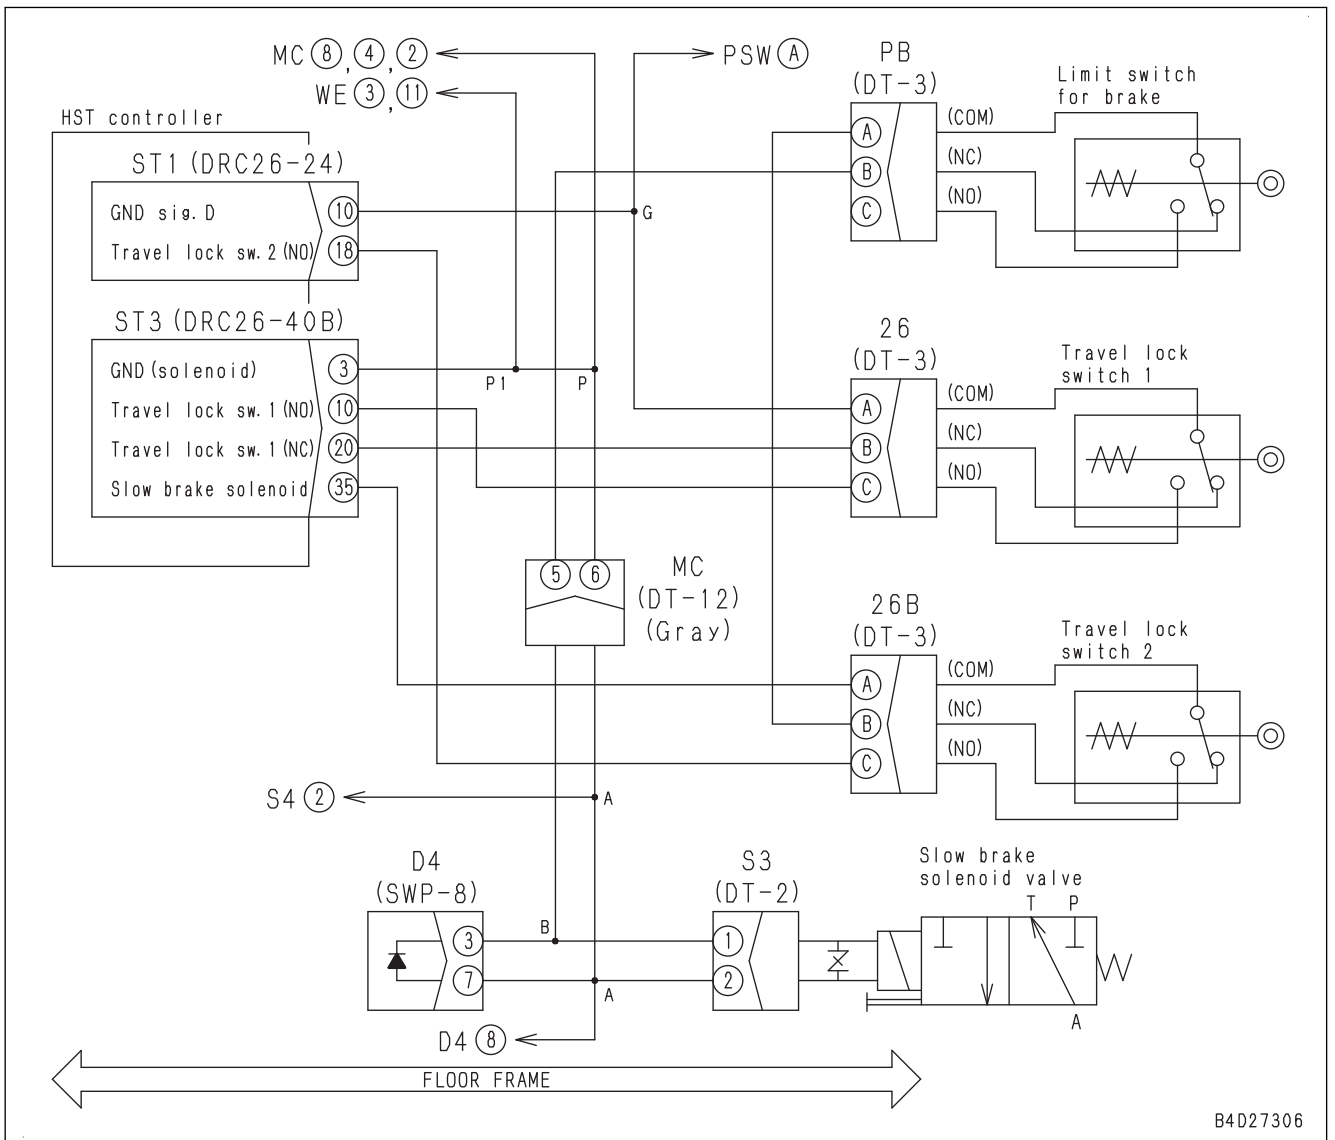 MC 8, 4, 2
WE 3, 11
PSW A
HST controller
ST1 (DRC26-24)
GND sig. D 10
Travel lock sw. 2 (NO) 18
ST3 (DRC26-40B)
GND (solenoid) 3
Travel lock sw. 1 (NO) 10
Travel lock sw. 1 (NC) 20
Slow brake solenoid 35
G
P1
P
PB
(DT-3)
A
B
C
(COM)
(NC)
(NO)
Limit switch
for brake
26
(DT-3)
A
B
C
(COM)
(NC)
(NO)
Travel lock
switch 1
5 6
MC
(DT-12)
(Gray)
26B
(DT-3)
A
B
C
(COM)
(NC)
(NO)
Travel lock
switch 2
S4 2
A
D4
(SWP-8)
3
7
B
A
D4 8
S3
(DT-2)
1
2
Slow brake
solenoid valve
T P
A
FLOOR FRAME
B4D27306